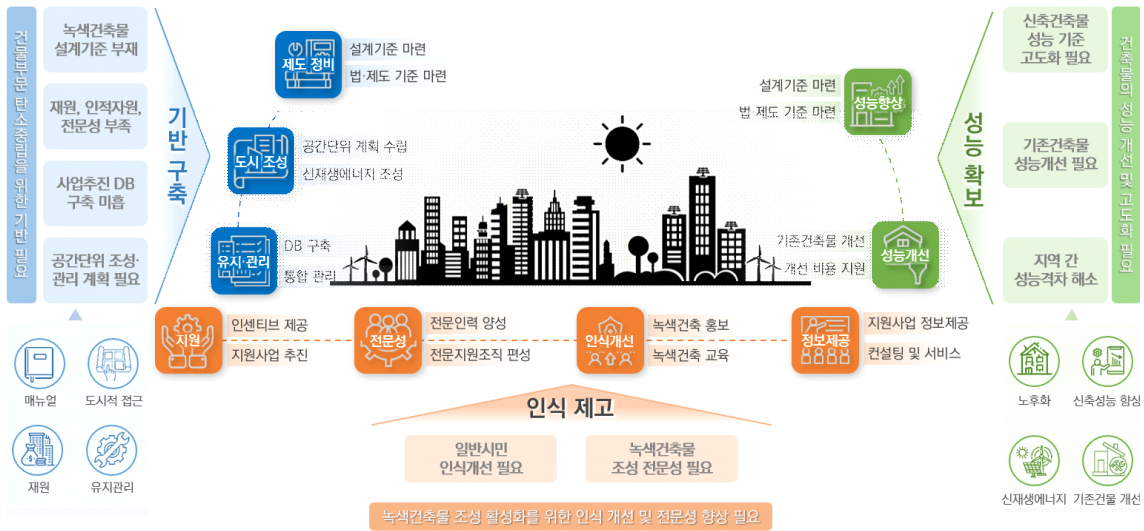 건물부문 탄소중립을 위한 기반 필요
녹색건축물
설계기준 부재
재원, 인적자원,
전문성 부족
사업추진 DB
구축 미흡
공간단위 조성·
관리 계획 필요
매뉴얼
도시적 접근
재원
유지관리
기반 구축
제도 정비
설계기준 마련
법·제도 기준 마련
도시 조성
공간단위 계획 수립
신재생에너지 조성
유지·관리
DB 구축
통합 관리
성능향상
설계기준 마련
법·제도 기준 마련
성능개선
기존건축물 개선
개선 비용 지원
성능 확보
신축건축물
성능 기준
고도화 필요
기존건축물
성능개선 필요
지역 간
성능격차 해소
건축물의 성능 개선 및 고도화 필요
노후화
신축성능 향상
신재생에너지
기존건물 개선
지원
인센티브 제공
지원사업 추진
전문성
전문인력 양성
전문지원조직 편성
인식개선
녹색건축 홍보
녹색건축 교육
정보제공
지원사업 정보제공
컨설팅 및 서비스
인식 제고
일반시민
인식개선 필요
녹색건축물
조성 전문성 필요
녹색건축물 조성 활성화를 위한 인식 개선 및 전문성 향상 필요